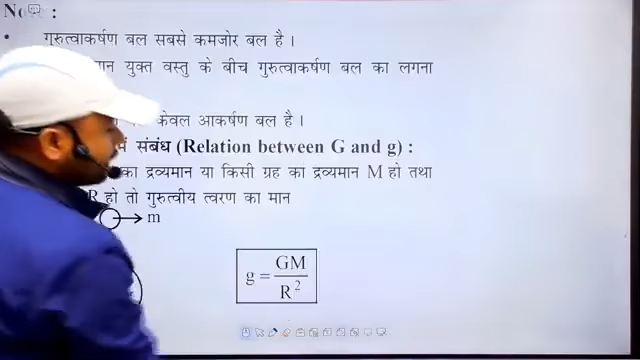 :
• गुरुत्वाकर्षण बल सबसे कमजोर बल है ।
युक्त वस्तु के बीच गुरुत्वाकर्षण बल का लगना
केवल आकर्षण बल है ।
संबंध (Relation between G and g) :
का द्रव्यमान या किसी ग्रह का द्रव्यमान M हो तथा
R हो तो गुरुत्वीय त्वरण का मान
m
g = GM / R²